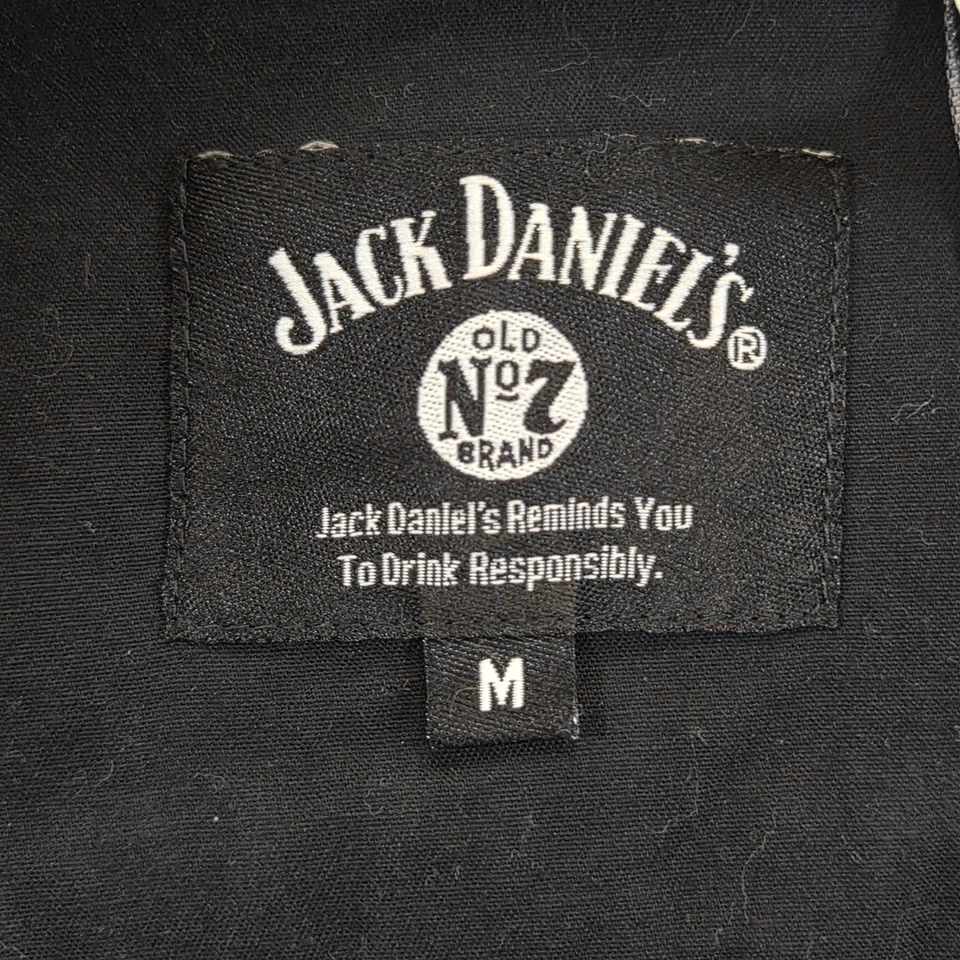 JACK DANIEL'S®
OLD
Nº7
BRAND
Jack Daniel's Reminds You
To Drink Responsibly.
M